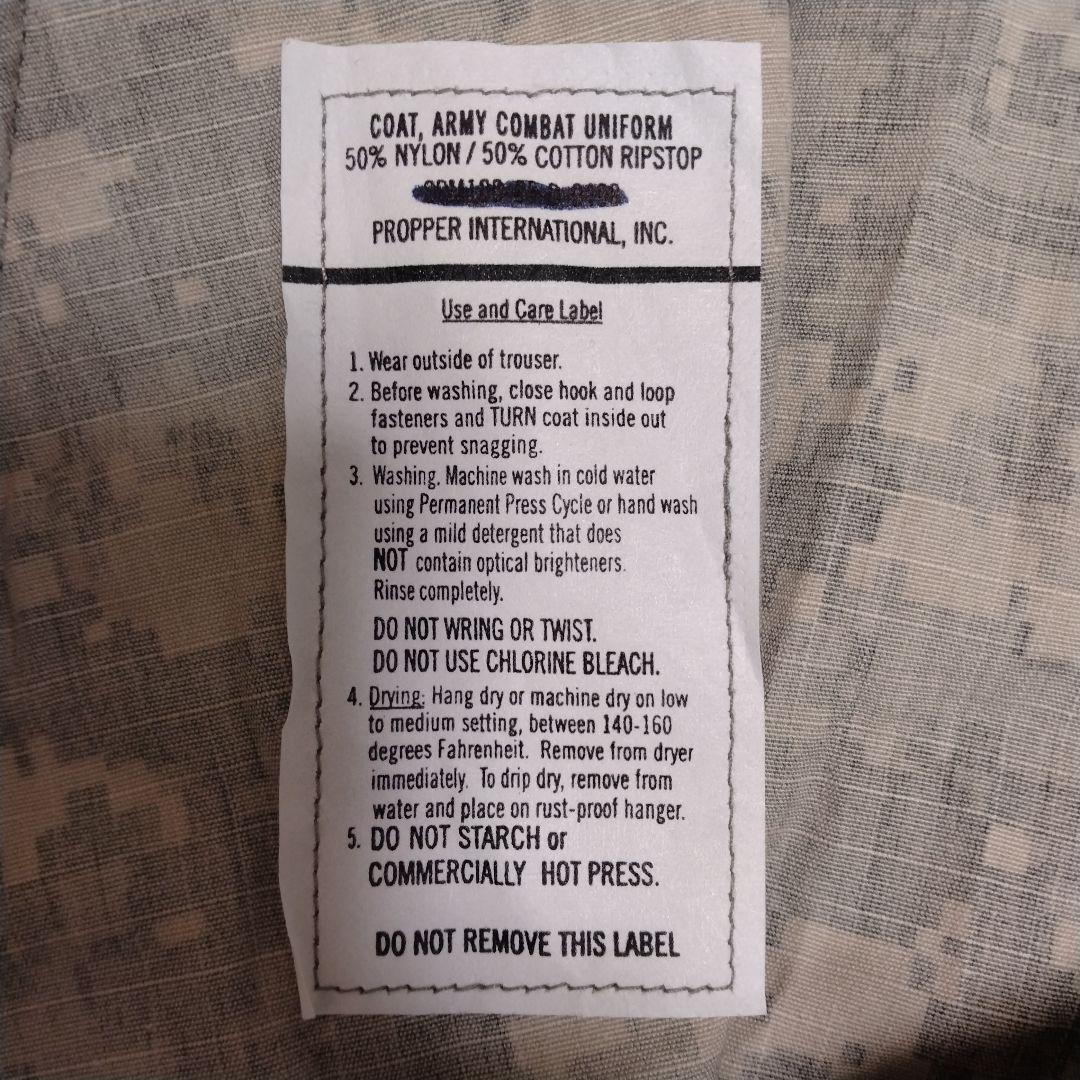 COAT, ARMY COMBAT UNIFORM
50% NYLON / 50% COTTON RIPSTOP
PROPPER INTERNATIONAL, INC.
Use and Care Label
1. Wear outside of trouser.
2. Before washing, close hook and loop
fasteners and TURN coat inside out
to prevent snagging.
3. Washing. Machine wash in cold water
using Permanent Press Cycle or hand wash
using a mild detergent that does
NOT contain optical brighteners.
Rinse completely.
DO NOT WRING OR TWIST.
DO NOT USE CHLORINE BLEACH.
4. Drying: Hang dry or machine dry on low
to medium setting, between 140-160
degrees Fahrenheit. Remove from dryer
immediately. To drip dry, remove from
water and place on rust-proof hanger.
5. DO NOT STARCH or
COMMERCIALLY HOT PRESS.
DO NOT REMOVE THIS LABEL